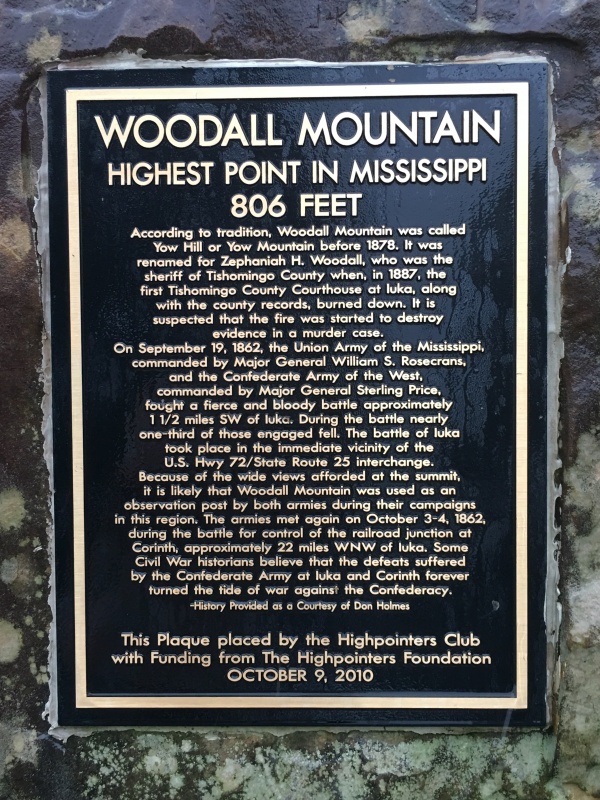 WOODALL MOUNTAIN
HIGHEST POINT IN MISSISSIPPI
806 FEET
According to tradition, Woodall Mountain was called
Yow Hill or Yow Mountain before 1878. It was
renamed for Zephaniah H. Woodall, who was the
sheriff of Tishomingo County when, in 1887, the
first Tishomingo County Courthouse at Iuka, along
with the county records, burned down. It is
suspected that the fire was started to destroy
evidence in a murder case.
On September 19, 1862, the Union Army of the Mississippi,
commanded by Major General William S. Rosecrans,
and the Confederate Army of the West,
commanded by Major General Sterling Price,
fought a fierce and bloody battle approximately
1 1/2 miles SW of Iuka. During the battle nearly
one-third of those engaged fell. The battle of Iuka
took place in the immediate vicinity of the
U.S. Hwy 72/State Route 25 interchange.
Because of the wide views afforded at the summit,
it is likely that Woodall Mountain was used as an
observation post by both armies during their campaigns
in this region. The armies met again on October 3-4, 1862,
during the battle for control of the railroad junction at
Corinth, approximately 22 miles WNW of Iuka. Some
Civil War historians believe that the defeats suffered
by the Confederate Army at Iuka and Corinth forever
turned the tide of war against the Confederacy.
-History Provided as a Courtesy of Don Holmes
This Plaque placed by the Highpointers Club
with Funding from The Highpointers Foundation
OCTOBER 9, 2010